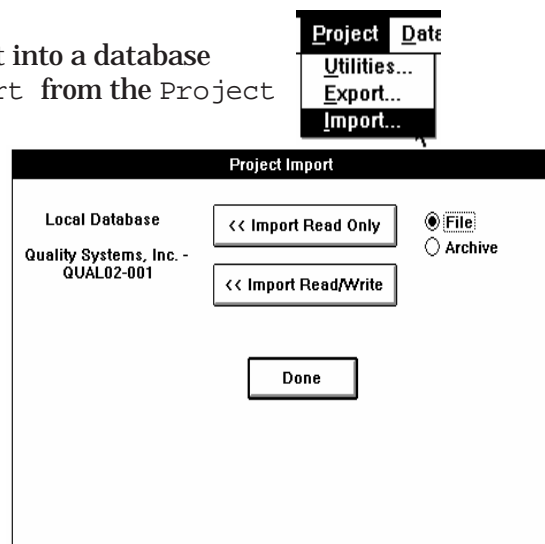 t into a database
rt from the Project
Project Data
Utilities...
Export...
Import...
Project Import
Local Database
Quality Systems, Inc. -
QUAL02-001
<< Import Read Only
<< Import Read/Write
File
Archive
Done